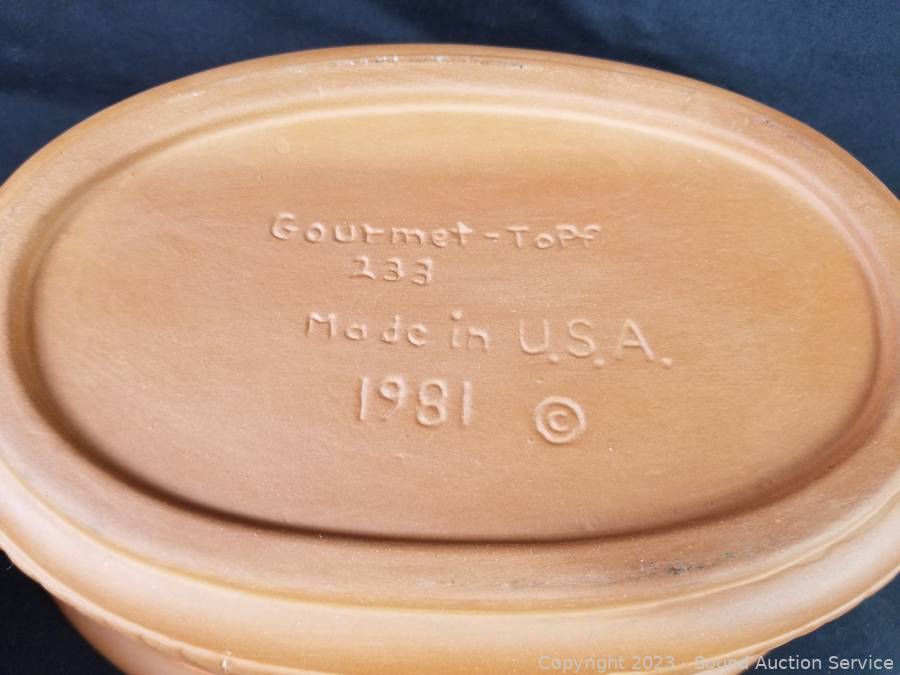 Gourmet-Topf
233
Made in U.S.A.
1981 ©
Copyright 2023 - Sound Auction Service